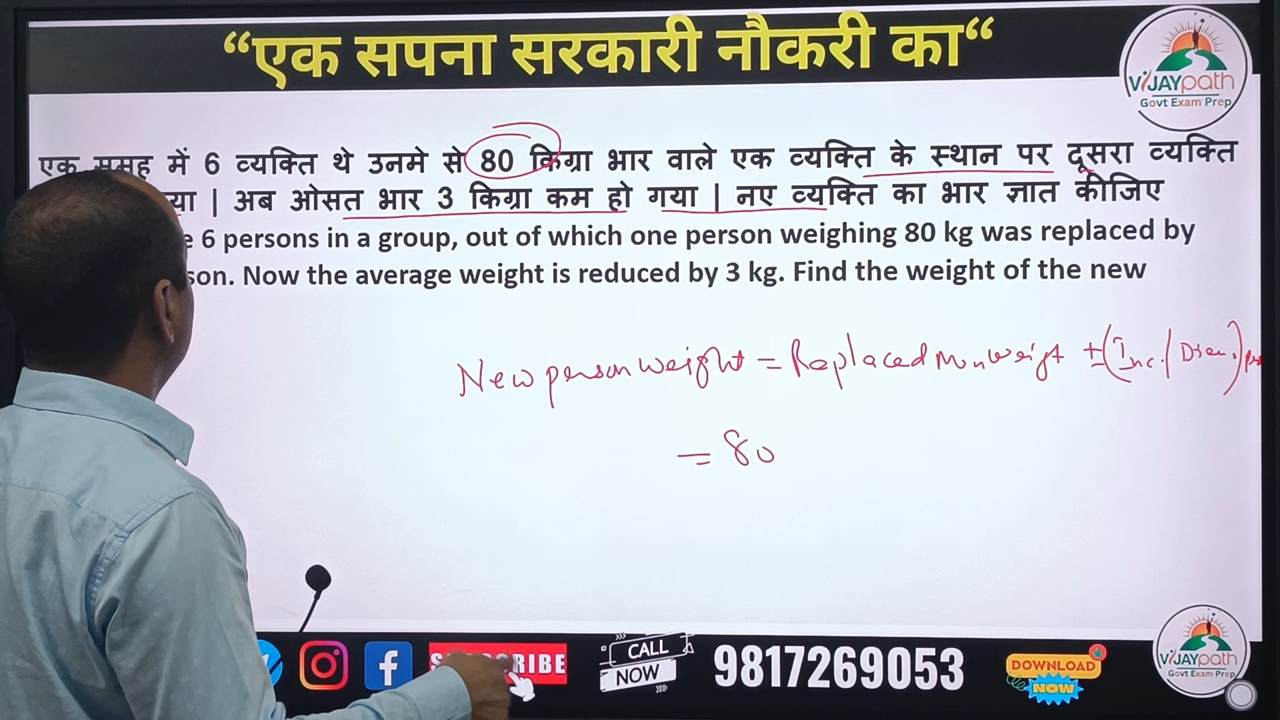 “एक सपना सरकारी नौकरी का“
VIJAYpath
Govt Exam Prep
एक समूह में 6 व्यक्ति थे उनमे से 80 किग्रा भार वाले एक व्यक्ति के स्थान पर दूसरा व्यक्ति
या | अब ओसत भार 3 किग्रा कम हो गया | नए व्यक्ति का भार ज्ञात कीजिए
e 6 persons in a group, out of which one person weighing 80 kg was replaced by
son. Now the average weight is reduced by 3 kg. Find the weight of the new
New person weight = Replaced Mon weigt ± (Inc./
= 80
CALL
NOW
9817269053
DOWNLOAD
NOW
VIJAYpath
Govt Exam Prep